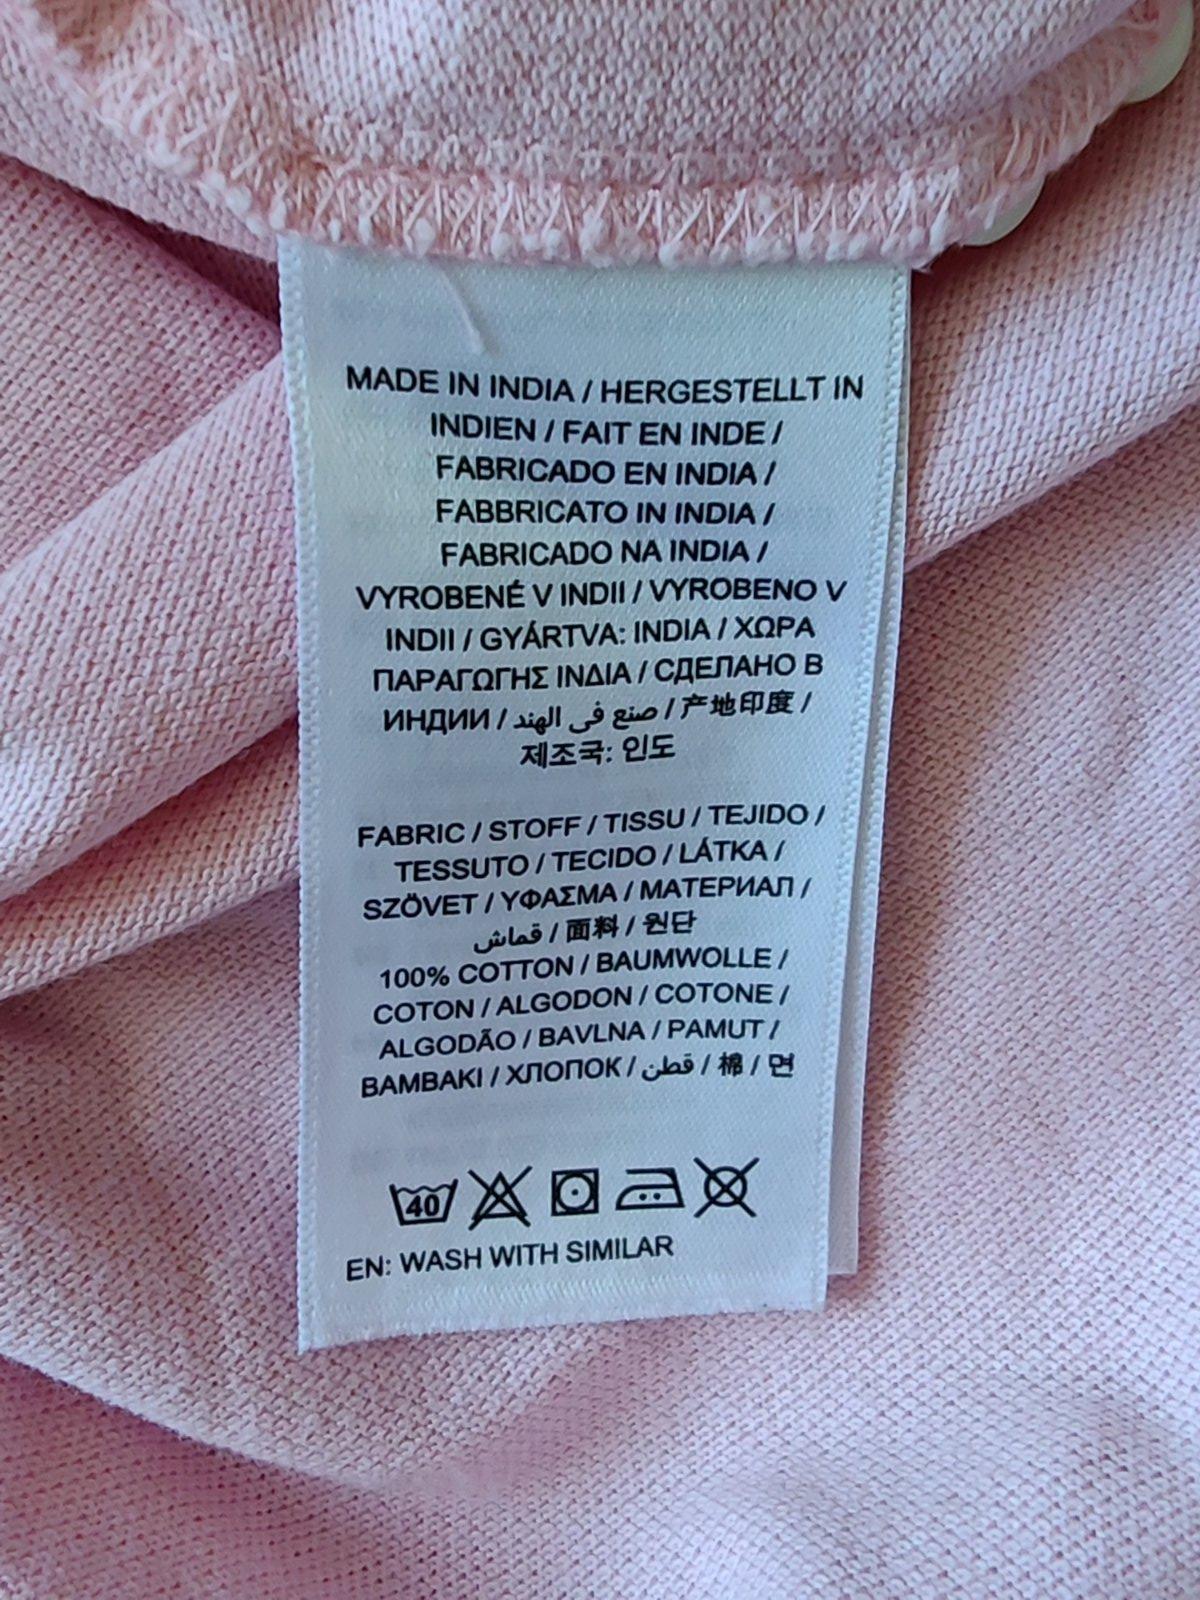 MADE IN INDIA / HERGESTELLT IN
INDIEN / FAIT EN INDE /
FABRICADO EN INDIA /
FABBRICATO IN INDIA /
FABRICADO NA INDIA /
VYROBENÉ V INDII / VYROBENO V
INDII / GYÁRTVA: INDIA / ΧΩΡΑ
ΠΑΡΑΓΩΓΗΣ ΙΝΔΙΑ / СДЕЛАНО В
ИНДИИ / صنع فى الهند / 产地印度 /
제조국: 인도
FABRIC / STOFF / TISSU / TEJIDO /
TESSUTO / TECIDO / LÁTKA /
SZÖVET / ΥΦΑΣΜΑ / МАТЕРИАЛ /
قماش / 面料 / 원단
100% COTTON / BAUMWOLLE /
COTON / ALGODON / COTONE /
ALGODÃO / BAVLNA / PAMUT /
ΒΑΜΒΑΚΙ / ХЛОПОК / قطن / 棉 / 면
40
EN: WASH WITH SIMILAR